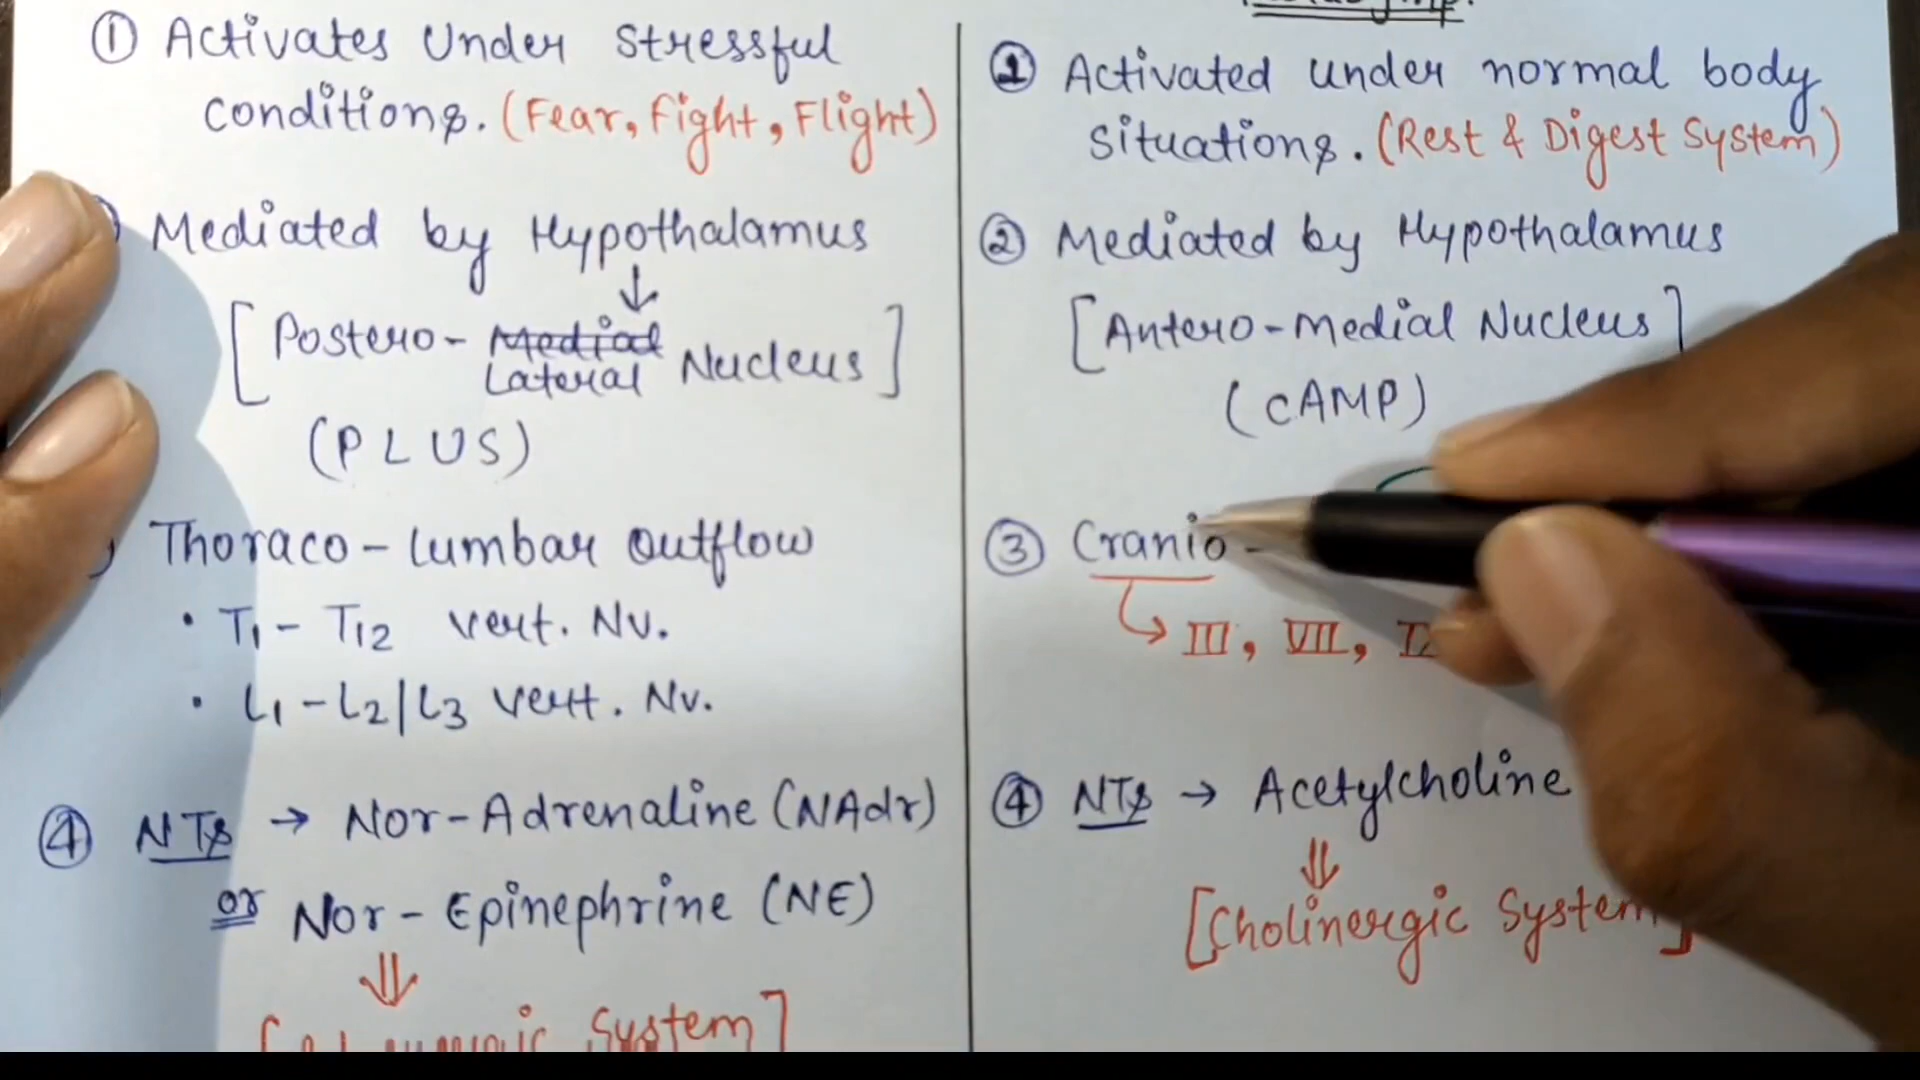 ① Activates Under stressful
conditions. (Fear, Fight, Flight)
Mediated by Hypothalamus
↓
[Postero - Medial Nucleus]
Lateral
(PLUS)
Thoraco - Lumbar Outflow
• T1 - T12 vert. Nv.
• L1 - L2/L3 vert. Nv.
④ NTs → Nor-Adrenaline (NAdr)
or Nor-Epinephrine (NE)
⇓
System]
① Activated under normal body
situations. (Rest & Digest System)
② Mediated by Hypothalamus
[Antero-Medial Nucleus]
(cAMP)
③ Cranio -
III, VII,
④ NTs → Acetylcholine
⇓
[Cholinergic System]